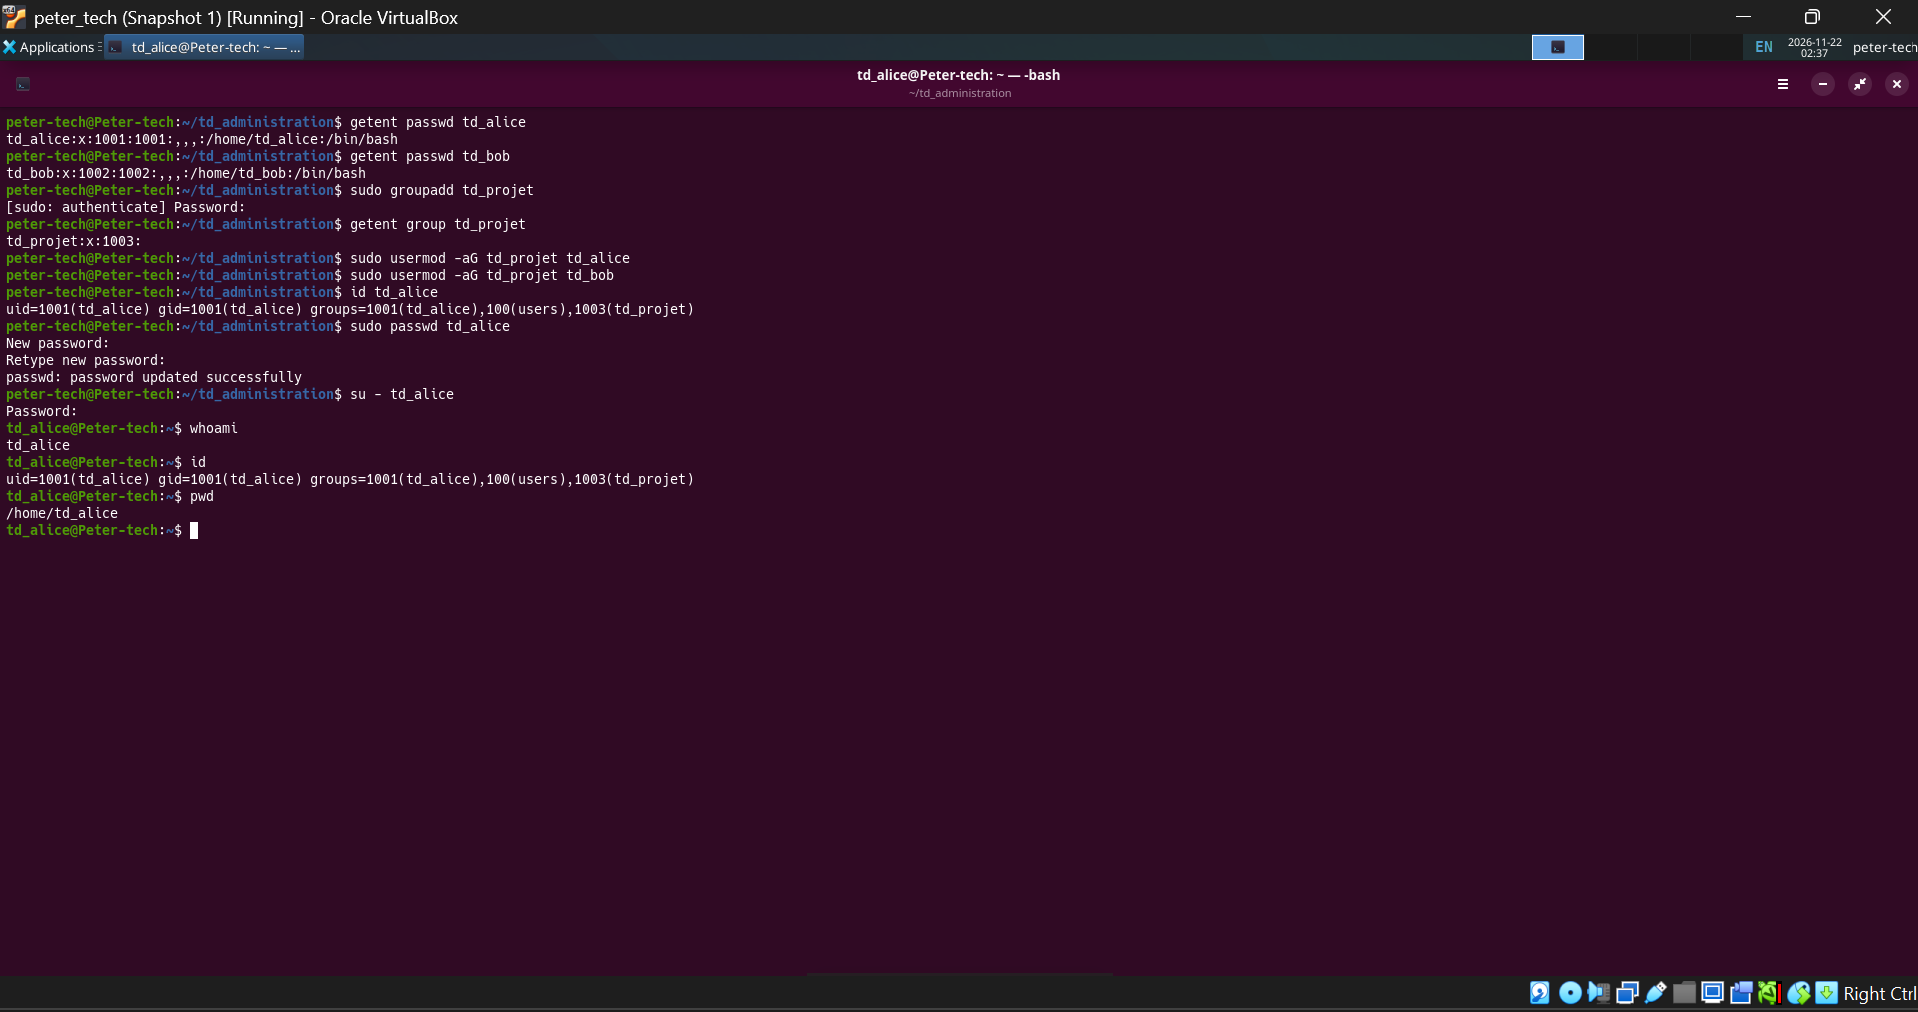 peter_tech (Snapshot 1) [Running] - Oracle VirtualBox
Applications td_alice@Peter-tech: ~ — ... EN 2026-11-22 02:37 peter-tech
td_alice@Peter-tech: ~ — -bash
~/td_administration
peter-tech@Peter-tech:~/td_administration$ getent passwd td_alice
td_alice:x:1001:1001:,,,:/home/td_alice:/bin/bash
peter-tech@Peter-tech:~/td_administration$ getent passwd td_bob
td_bob:x:1002:1002:,,,:/home/td_bob:/bin/bash
peter-tech@Peter-tech:~/td_administration$ sudo groupadd td_projet
[sudo: authenticate] Password:
peter-tech@Peter-tech:~/td_administration$ getent group td_projet
td_projet:x:1003:
peter-tech@Peter-tech:~/td_administration$ sudo usermod -aG td_projet td_alice
peter-tech@Peter-tech:~/td_administration$ sudo usermod -aG td_projet td_bob
peter-tech@Peter-tech:~/td_administration$ id td_alice
uid=1001(td_alice) gid=1001(td_alice) groups=1001(td_alice),100(users),1003(td_projet)
peter-tech@Peter-tech:~/td_administration$ sudo passwd td_alice
New password:
Retype new password:
passwd: password updated successfully
peter-tech@Peter-tech:~/td_administration$ su - td_alice
Password:
td_alice@Peter-tech:~$ whoami
td_alice
td_alice@Peter-tech:~$ id
uid=1001(td_alice) gid=1001(td_alice) groups=1001(td_alice),100(users),1003(td_projet)
td_alice@Peter-tech:~$ pwd
/home/td_alice
td_alice@Peter-tech:~$
Right Ctrl